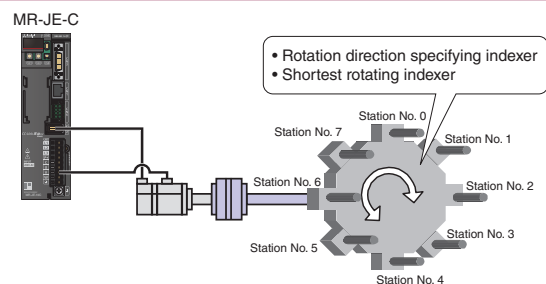 MR-JE-C
• Rotation direction specifying indexer
• Shortest rotating indexer
Station No. 0
Station No. 7
Station No. 1
Station No. 6
Station No. 2
Station No. 5
Station No. 3
Station No. 4